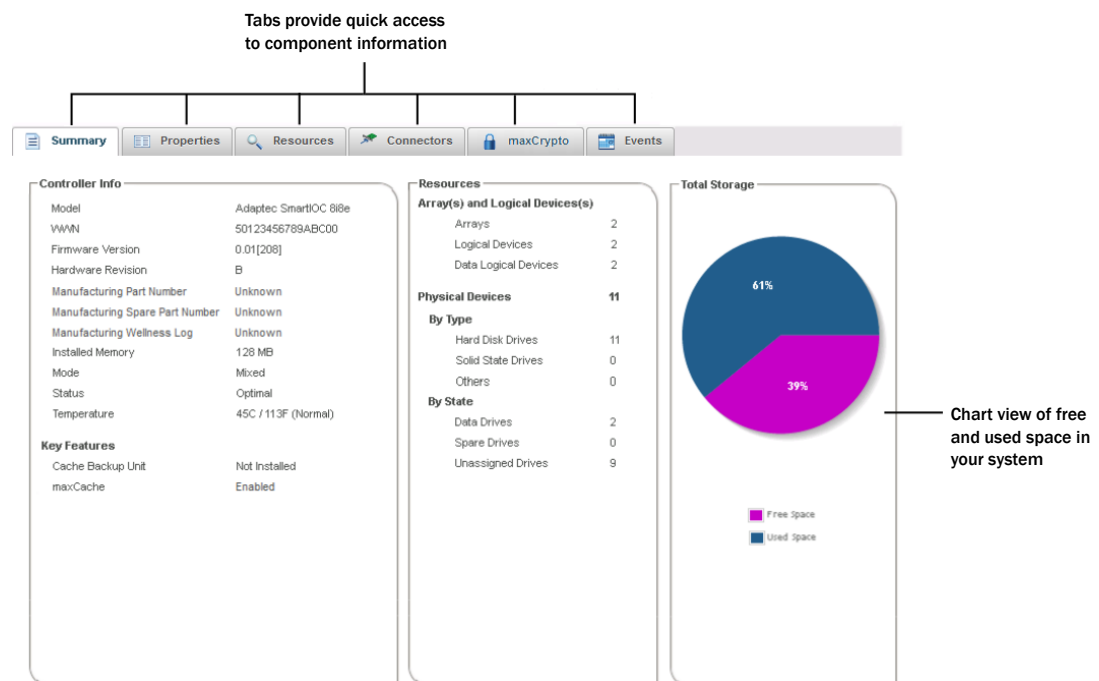 Tabs provide quick access
to component information
Summary
Properties
Resources
Connectors
maxCrypto
Events
Controller Info
Model Adaptec SmartIOC 8i8e
WWN 50123456789ABC00
Firmware Version 0.01[208]
Hardware Revision B
Manufacturing Part Number Unknown
Manufacturing Spare Part Number Unknown
Manufacturing Wellness Log Unknown
Installed Memory 128 MB
Mode Mixed
Status Optimal
Temperature 45C / 113F (Normal)
Key Features
Cache Backup Unit Not Installed
maxCache Enabled
Resources
Array(s) and Logical Devices(s)
Arrays 2
Logical Devices 2
Data Logical Devices 2
Physical Devices 11
By Type
Hard Disk Drives 11
Solid State Drives 0
Others 0
By State
Data Drives 2
Spare Drives 0
Unassigned Drives 9
Total Storage
61%
39%
Free Space
Used Space
Chart view of free
and used space in
your system